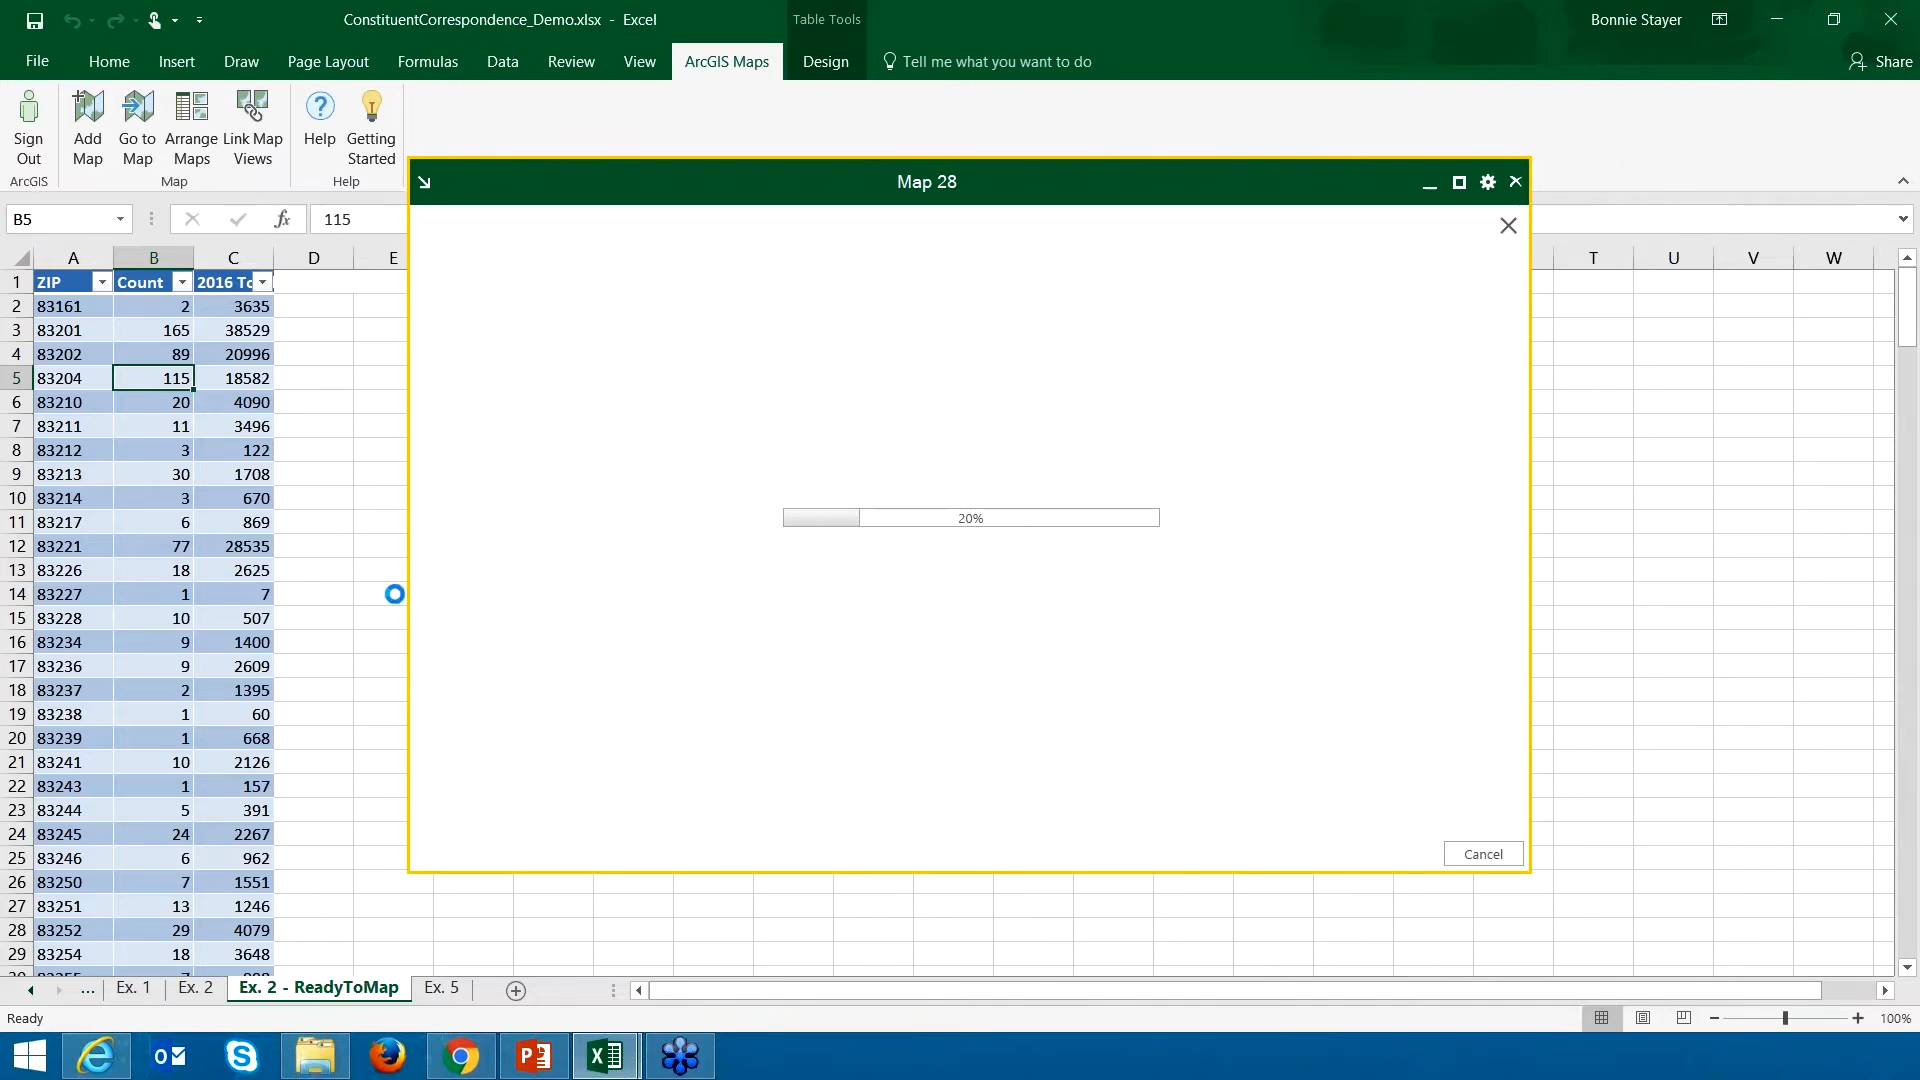 ConstituentCorrespondence_Demo.xlsx - Excel
Table Tools
Bonnie Stayer
File Home Insert Draw Page Layout Formulas Data Review View ArcGIS Maps Design Tell me what you want to do Share
Sign Out
Add Map
Go to Map
Arrange Maps
Link Map Views
Help
Getting Started
ArcGIS Map Help
Map 28
B5 fx 115
A B C D E T U V W
1 ZIP Count 2016 To
2 83161 2 3635
3 83201 165 38529
4 83202 89 20996
5 83204 115 18582
6 83210 20 4090
7 83211 11 3496
8 83212 3 122
9 83213 30 1708
10 83214 3 670
11 83217 6 869
20%
12 83221 77 28535
13 83226 18 2625
14 83227 1 7
15 83228 10 507
16 83234 9 1400
17 83236 9 2609
18 83237 2 1395
19 83238 1 60
20 83239 1 668
21 83241 10 2126
22 83243 1 157
23 83244 5 391
24 83245 24 2267
25 83246 6 962
Cancel
26 83250 7 1551
27 83251 13 1246
28 83252 29 4079
29 83254 18 3648
... Ex. 1 Ex. 2 Ex. 2 - ReadyToMap Ex. 5
Ready
100%